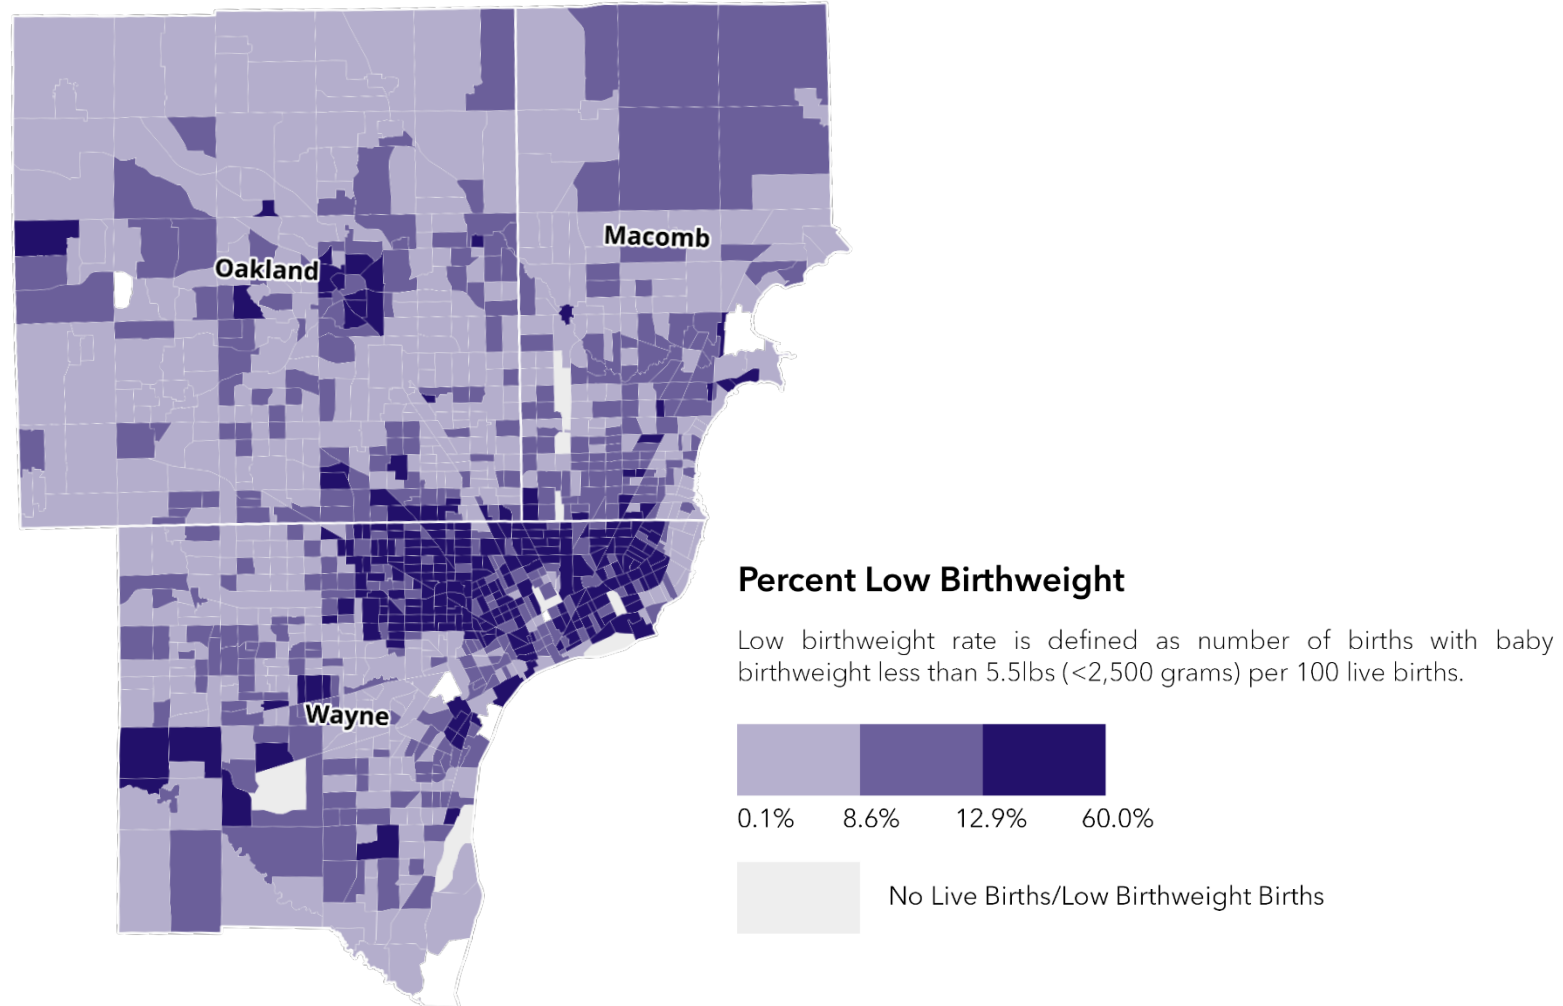 Macomb
Oakland
Wayne
Percent Low Birthweight
Low birthweight rate is defined as number of births with baby
birthweight less than 5.5lbs (<2,500 grams) per 100 live births.
0.1% 8.6% 12.9% 60.0%
No Live Births/Low Birthweight Births